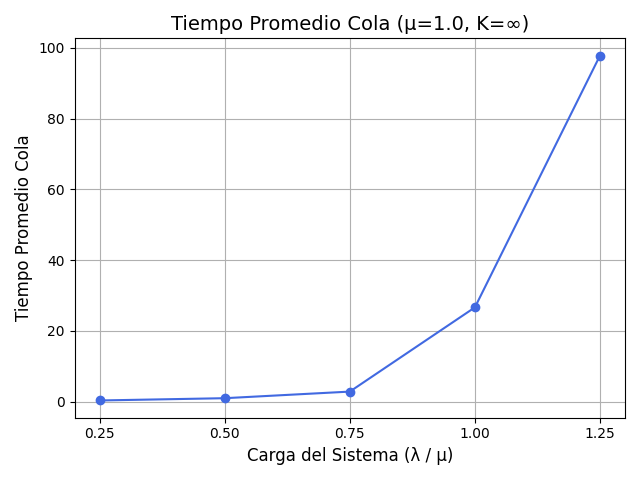 Tiempo Promedio Cola (μ=1.0, K=∞)
100
80
60
40
20
0
Tiempo Promedio Cola
0.25 0.50 0.75 1.00 1.25
Carga del Sistema (λ / μ)